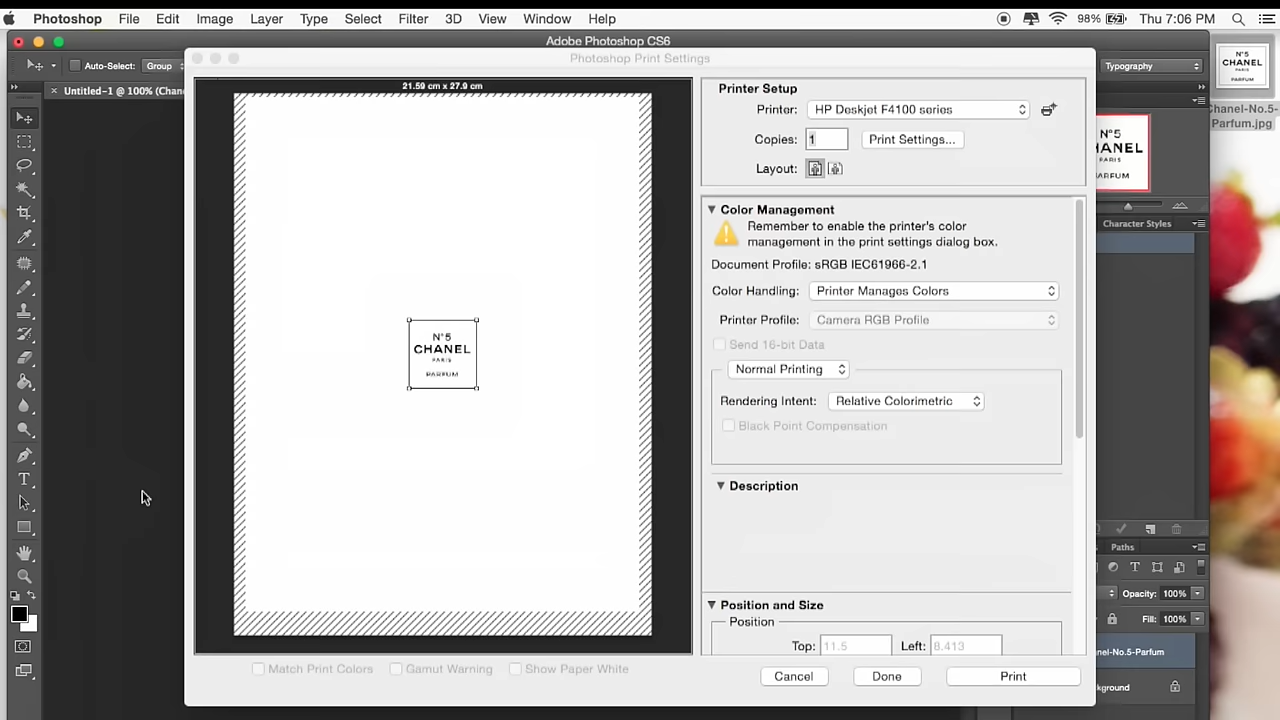 Photoshop File Edit Image Layer Type Select Filter 3D View Window Help 98% Thu 7:06 PM
Adobe Photoshop CS6
Auto-Select: Group
Photoshop Print Settings
Typography
Untitled-1 @ 100% (Chan
21.59 cm x 27.9 cm
Printer Setup
Printer: HP Deskjet F4100 series
Copies: 1 Print Settings...
Layout:
Color Management
Remember to enable the printer's color
management in the print settings dialog box.
Document Profile: sRGB IEC61966-2.1
Color Handling: Printer Manages Colors
Printer Profile: Camera RGB Profile
Send 16-bit Data
Normal Printing
Rendering Intent: Relative Colorimetric
Black Point Compensation
Description
Position and Size
Position
Top: 11.5 Left: 8.413
Match Print Colors Gamut Warning Show Paper White
Cancel Done Print
N°5
CHANEL
PARIS
PARFUM
N°5
CHANEL
PARIS
PARFUM
Chanel-No.5-
Parfum.jpg
N°5
HANEL
PARIS
ARFUM
Character Styles
Paths
Opacity: 100%
Fill: 100%
anel-No.5-Parfum
kground